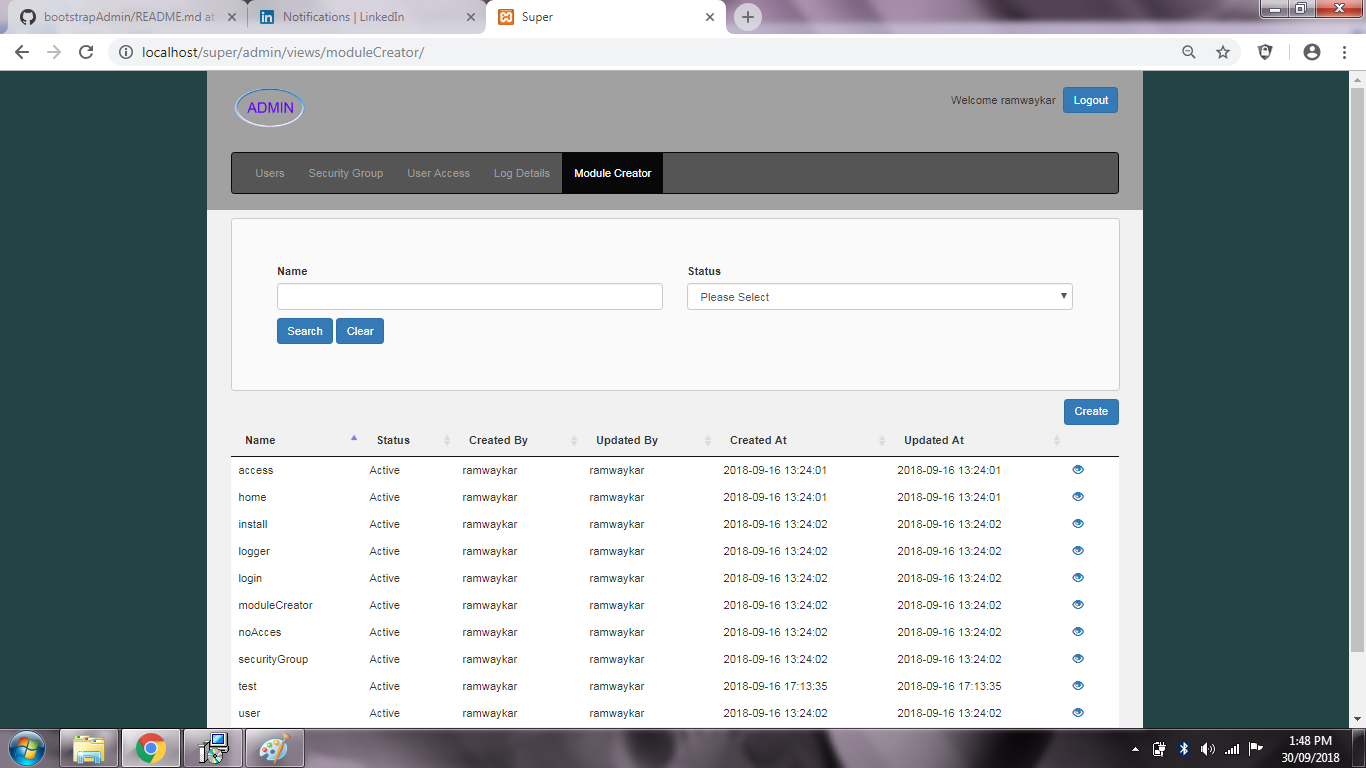 bootstrapAdmin/README.md at
Notifications | LinkedIn
Super
localhost/super/admin/views/moduleCreator/
ADMIN
Welcome ramwaykar
Logout
Users
Security Group
User Access
Log Details
Module Creator
Name
Status
Please Select
Search
Clear
Create
Name Status Created By Updated By Created At Updated At
access Active ramwaykar ramwaykar 2018-09-16 13:24:01 2018-09-16 13:24:01
home Active ramwaykar ramwaykar 2018-09-16 13:24:01 2018-09-16 13:24:01
install Active ramwaykar ramwaykar 2018-09-16 13:24:02 2018-09-16 13:24:02
logger Active ramwaykar ramwaykar 2018-09-16 13:24:02 2018-09-16 13:24:02
login Active ramwaykar ramwaykar 2018-09-16 13:24:02 2018-09-16 13:24:02
moduleCreator Active ramwaykar ramwaykar 2018-09-16 13:24:02 2018-09-16 13:24:02
noAcces Active ramwaykar ramwaykar 2018-09-16 13:24:02 2018-09-16 13:24:02
securityGroup Active ramwaykar ramwaykar 2018-09-16 13:24:02 2018-09-16 13:24:02
test Active ramwaykar ramwaykar 2018-09-16 17:13:35 2018-09-16 17:13:35
user Active ramwaykar ramwaykar 2018-09-16 13:24:02 2018-09-16 13:24:02
1:48 PM
30/09/2018